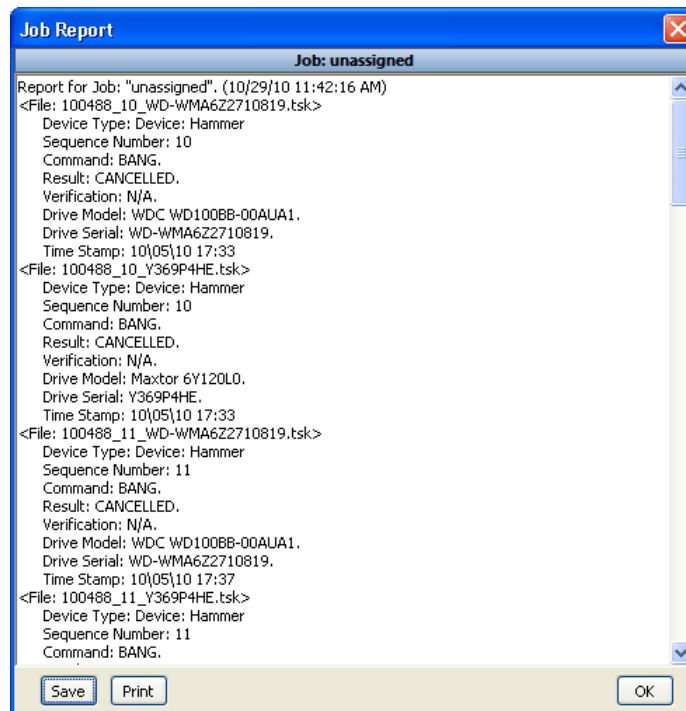 Job Report
Job: unassigned
Report for Job: "unassigned". (10/29/10 11:42:16 AM)
<File: 100488_10_WD-WMA6Z2710819.tsk>
Device Type: Device: Hammer
Sequence Number: 10
Command: BANG.
Result: CANCELLED.
Verification: N/A.
Drive Model: WDC WD100BB-00AUA1.
Drive Serial: WD-WMA6Z2710819.
Time Stamp: 10\05\10 17:33
<File: 100488_10_Y369P4HE.tsk>
Device Type: Device: Hammer
Sequence Number: 10
Command: BANG.
Result: CANCELLED.
Verification: N/A.
Drive Model: Maxtor 6Y120L0.
Drive Serial: Y369P4HE.
Time Stamp: 10\05\10 17:33
<File: 100488_11_WD-WMA6Z2710819.tsk>
Device Type: Device: Hammer
Sequence Number: 11
Command: BANG.
Result: CANCELLED.
Verification: N/A.
Drive Model: WDC WD100BB-00AUA1.
Drive Serial: WD-WMA6Z2710819.
Time Stamp: 10\05\10 17:37
<File: 100488_11_Y369P4HE.tsk>
Device Type: Device: Hammer
Sequence Number: 11
Command: BANG.
Save Print OK